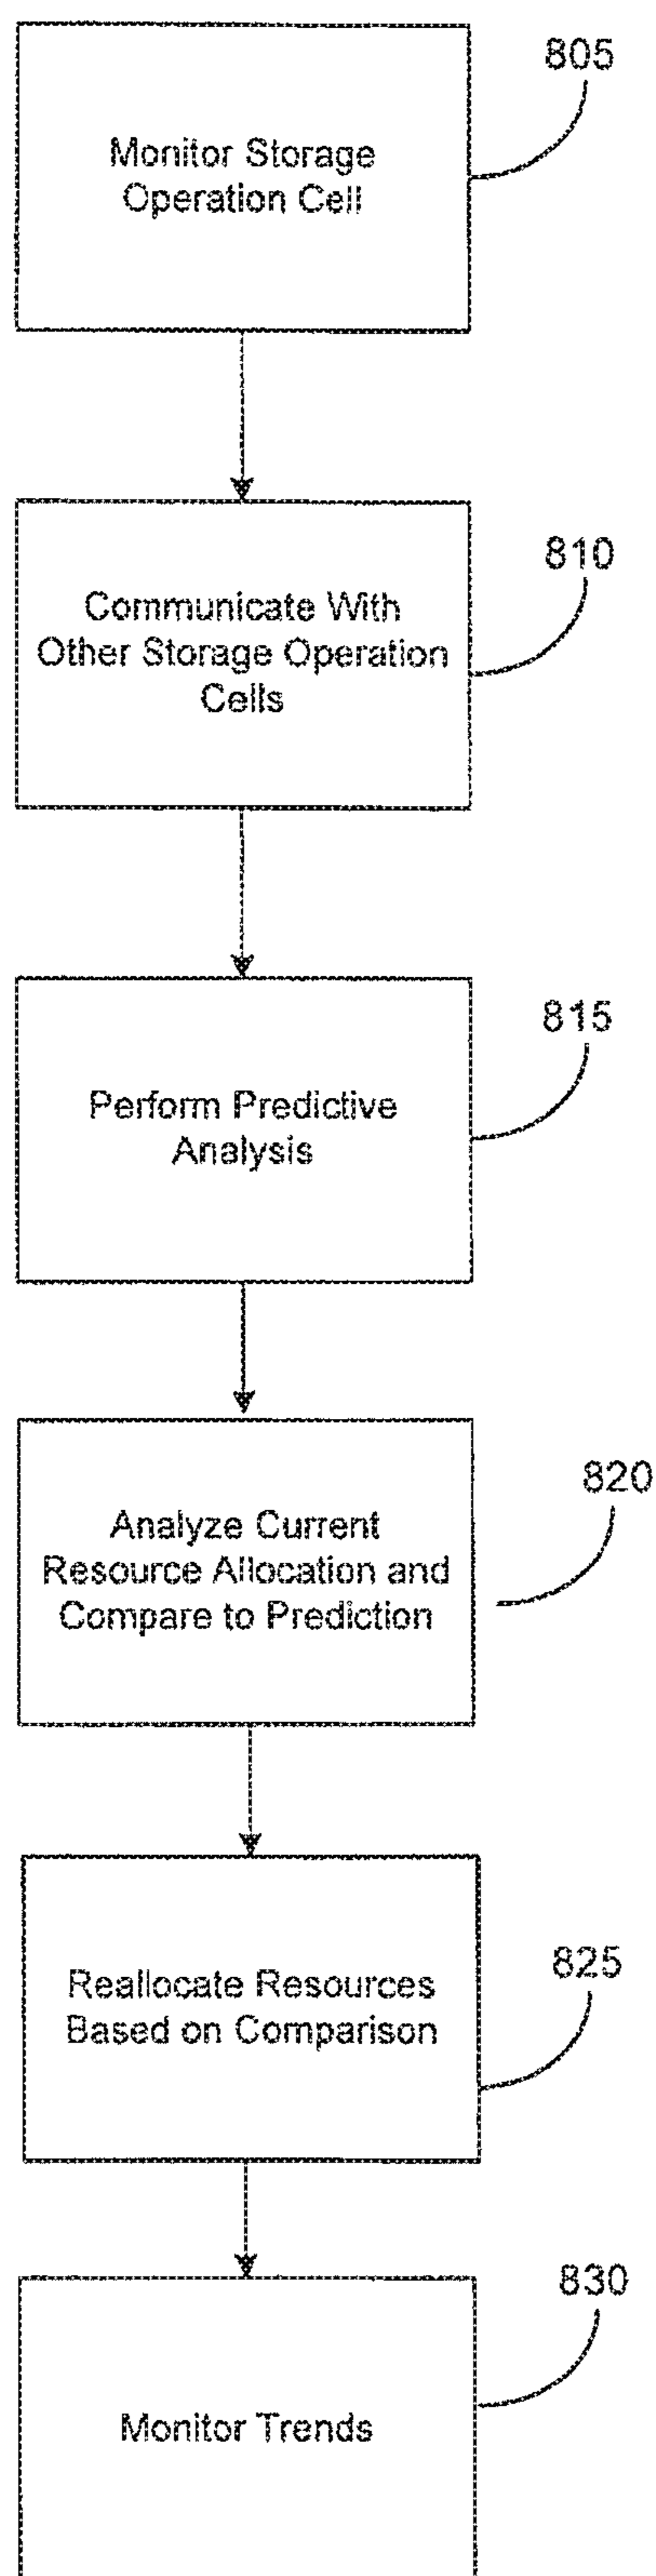 805
Monitor Storage
Operation Cell
810
Communicate With
Other Storage Operation
Cells
815
Perform Predictive
Analysis
820
Analyze Current
Resource Allocation and
Compare to Prediction
825
Reallocate Resources
Based on Comparison
830
Monitor Trends